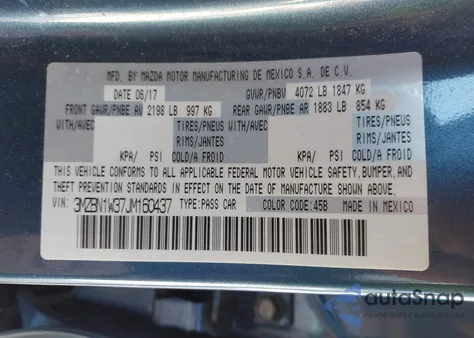 MFD. BY MAZDA MOTOR MANUFACTURING DE MEXICO S.A. DE C.V.
DATE 06/17 GVWR/PNBV 4072 LB 1847 KG
FRONT GAWR/PNBE AV 2198 LB 997 KG REAR GAWR/PNBE AR 1883 LB 854 KG
WITH/AVEC TIRES/PNEUS WITH/AVEC TIRES/PNEUS
RIMS/JANTES RIMS/JANTES
KPA/ PSI COLD/A FROID KPA/ PSI COLD/A FROID
THIS VEHICLE CONFORMS TO ALL APPLICABLE FEDERAL MOTOR VEHICLE SAFETY,BUMPER,AND
THEFT PREVENTION STANDARDS IN EFFECT ON THE DATE OF MANUFACTURE SHOWN ABOVE.
VIN: 3MZBN1W37JM160437 TYPE:PASS CAR COLOR CODE:45B MADE IN MEXICO
autoSnap